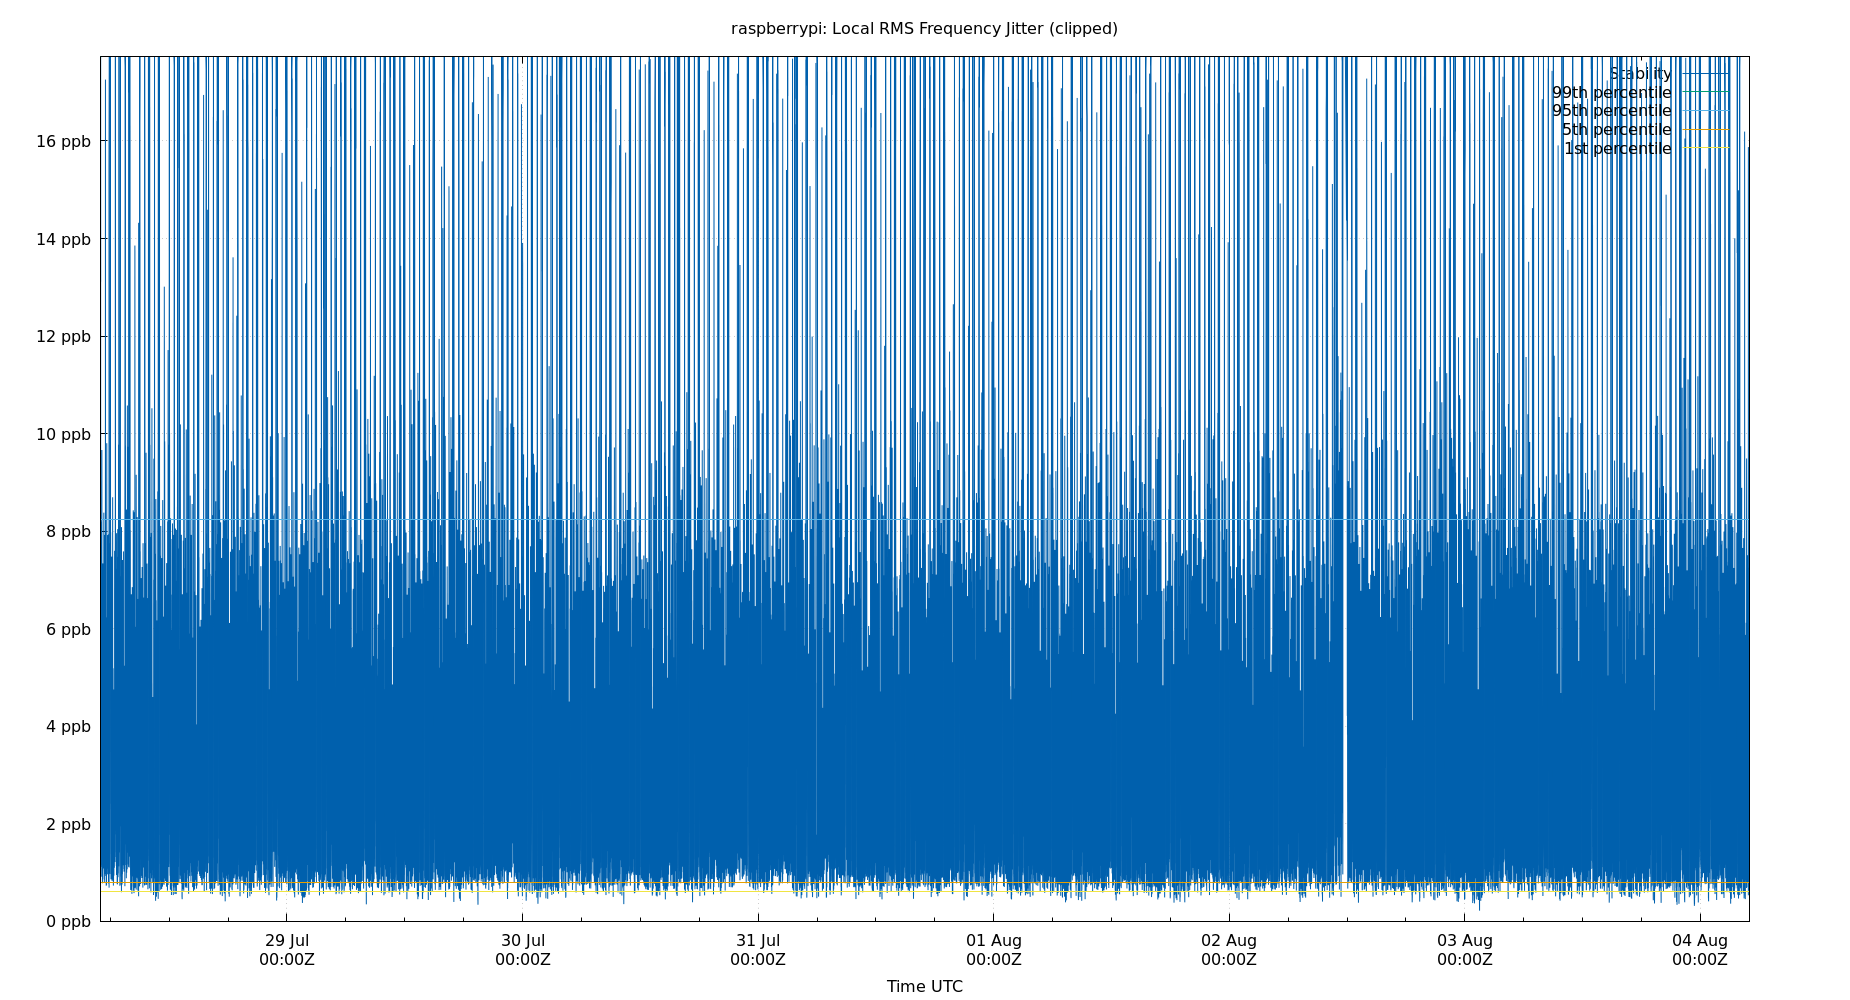 raspberrypi: Local RMS Frequency Jitter (clipped)
Stability
99th percentile
95th percentile
5th percentile
1st percentile
16 ppb
14 ppb
12 ppb
10 ppb
8 ppb
6 ppb
4 ppb
2 ppb
0 ppb
29 Jul 30 Jul 31 Jul 01 Aug 02 Aug 03 Aug 04 Aug
00:00Z 00:00Z 00:00Z 00:00Z 00:00Z 00:00Z 00:00Z
Time UTC